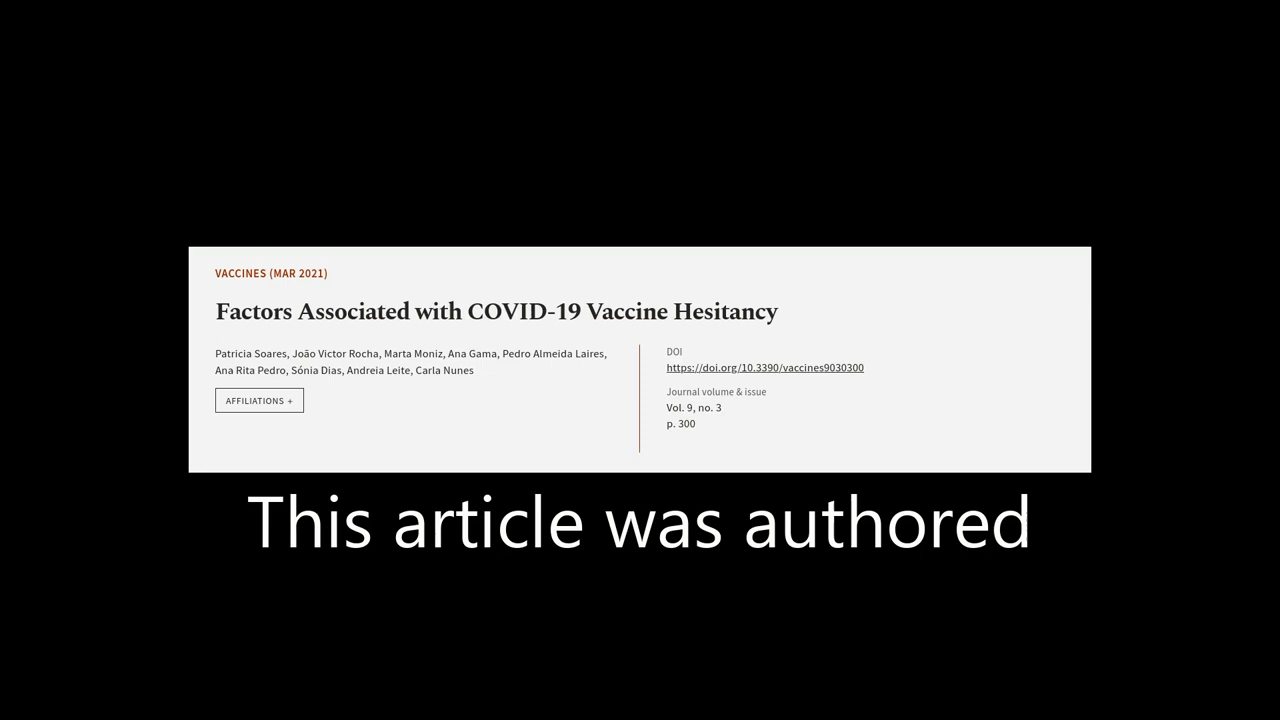 VACCINES (MAR 2021)
Factors Associated with COVID-19 Vaccine Hesitancy
Patricia Soares, João Victor Rocha, Marta Moniz, Ana Gama, Pedro Almeida Laires,
Ana Rita Pedro, Sónia Dias, Andreia Leite, Carla Nunes
AFFILIATIONS +
DOI
https://doi.org/10.3390/vaccines9030300
Journal volume & issue
Vol. 9, no. 3
p. 300
This article was authored